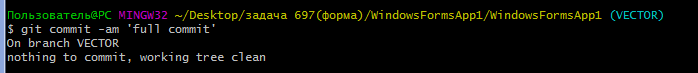 Пользователь@PC MINGW32 ~/Desktop/задача 697(форма)/WindowsFormsApp1/WindowsFormsApp1 (VECTOR)
$ git commit -am 'full commit'
On branch VECTOR
nothing to commit, working tree clean